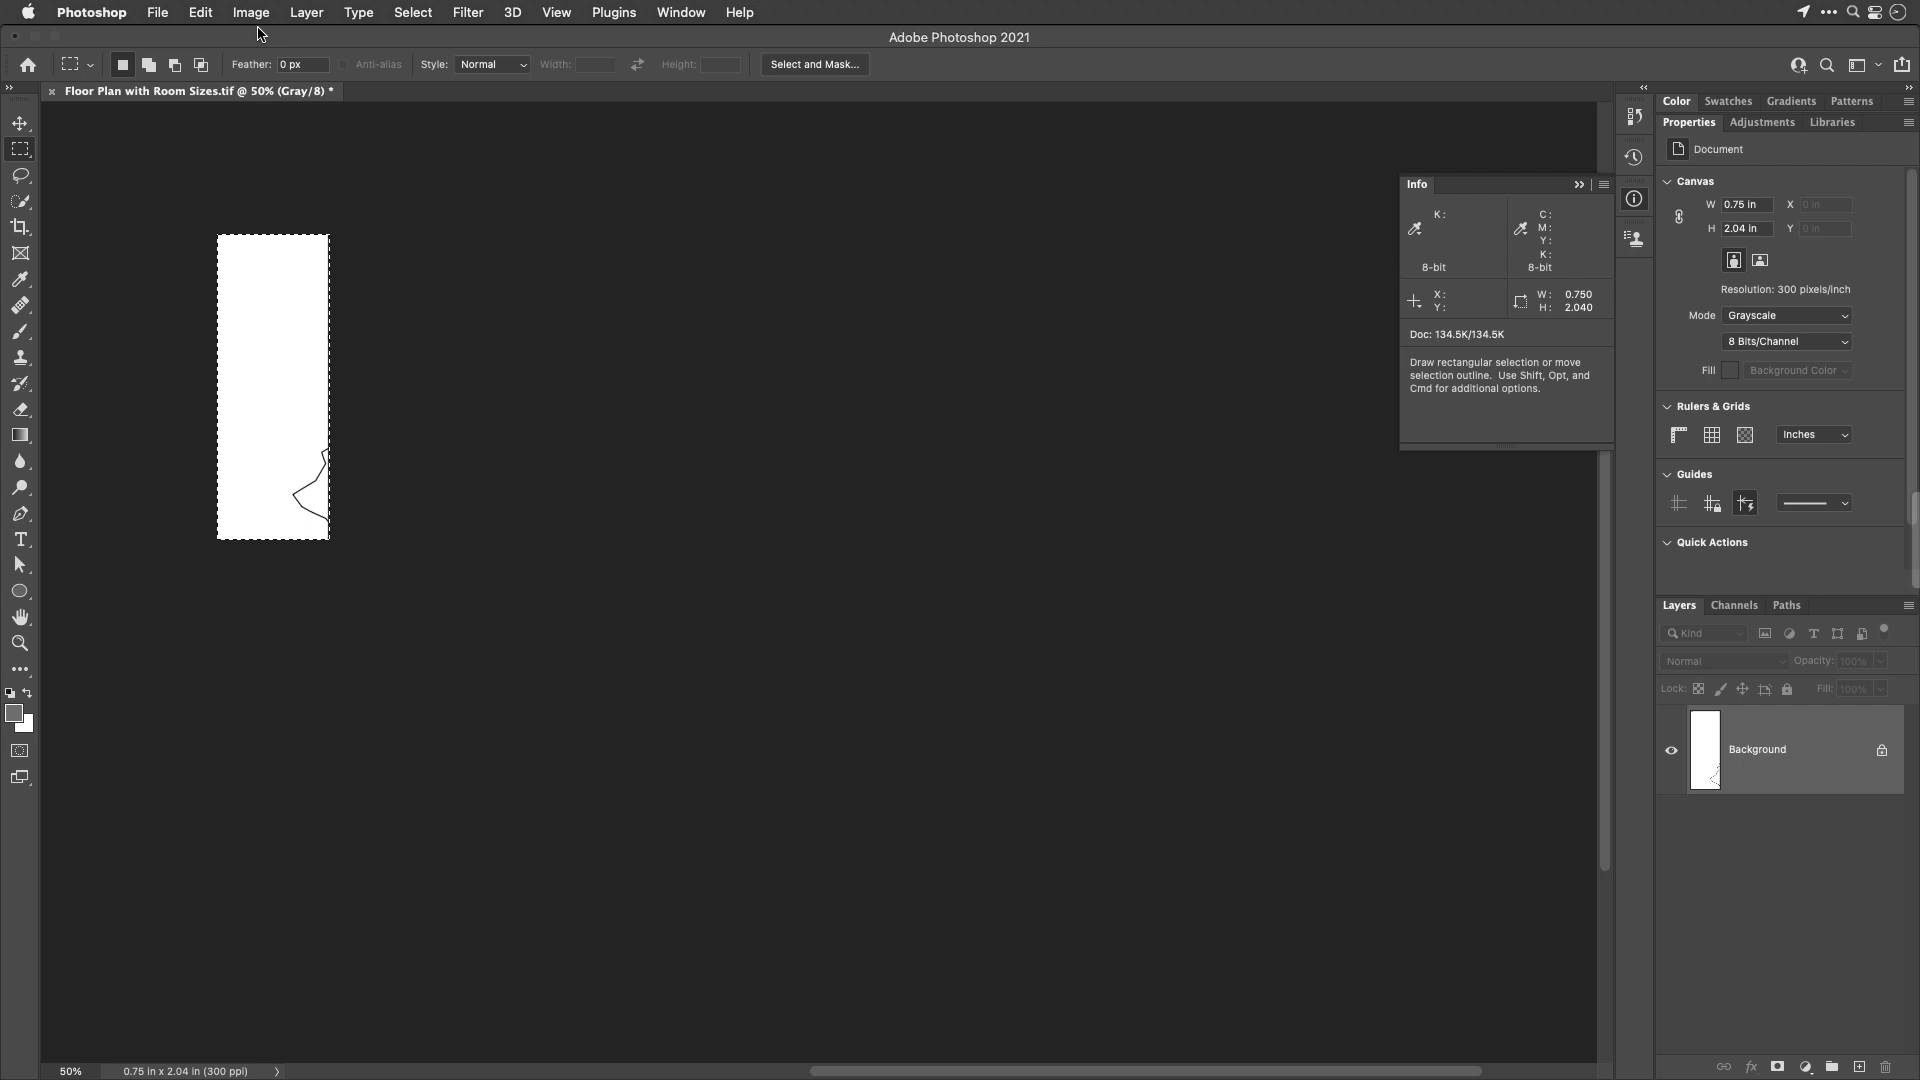 Photoshop File Edit Image Layer Type Select Filter 3D View Plugins Window Help
Adobe Photoshop 2021
Feather: 0 px Anti-alias Style: Normal Width: Height: Select and Mask...
Floor Plan with Room Sizes.tif @ 50% (Gray/8) *
Color Swatches Gradients Patterns
Properties Adjustments Libraries
Document
Canvas
W 0.75 in X 0 in
H 2.04 in Y 0 in
Resolution: 300 pixels/inch
Mode Grayscale
8 Bits/Channel
Fill Background Color
Rulers & Grids
Inches
Guides
Quick Actions
Info
K: C:
M:
Y:
K:
8-bit 8-bit
X: W: 0.750
Y: H: 2.040
Doc: 134.5K/134.5K
Draw rectangular selection or move
selection outline. Use Shift, Opt, and
Cmd for additional options.
Layers Channels Paths
Kind
Normal Opacity: 100%
Lock: Fill: 100%
Background
50% 0.75 in x 2.04 in (300 ppi)